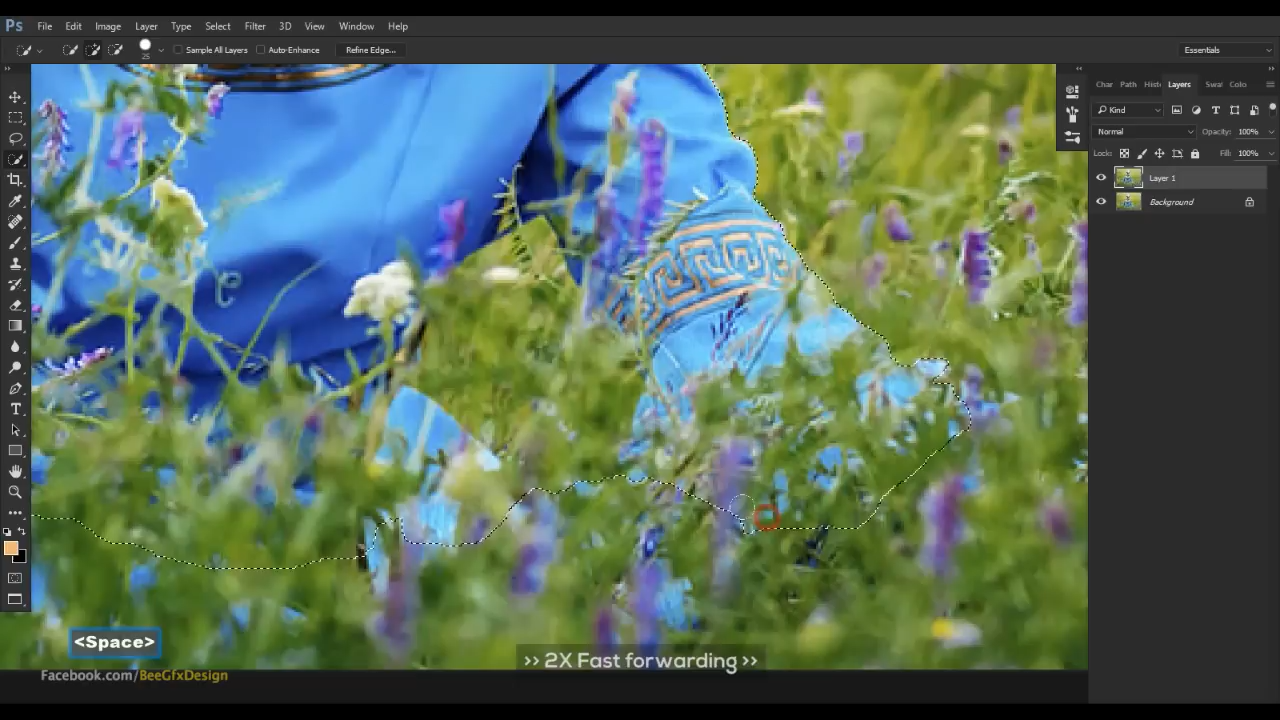 Ps File Edit Image Layer Type Select Filter 3D View Window Help
25 Sample All Layers Auto-Enhance Refine Edge... Essentials
Char Path Histo Layers Swat Colo
Kind
Normal Opacity: 100%
Lock: Fill: 100%
Layer 1
Background
<Space>
>> 2X Fast forwarding >>
Facebook.com/BeeGfxDesign